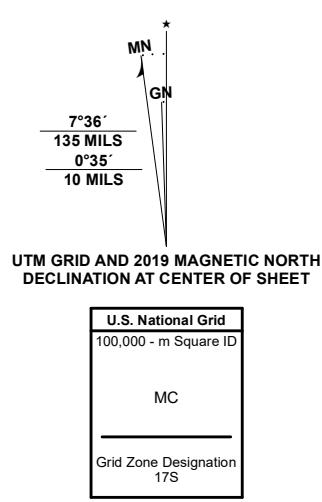 MN
GN
7°36´
135 MILS
0°35´
10 MILS
UTM GRID AND 2019 MAGNETIC NORTH
DECLINATION AT CENTER OF SHEET
U.S. National Grid
100,000 - m Square ID
MC
Grid Zone Designation
17S